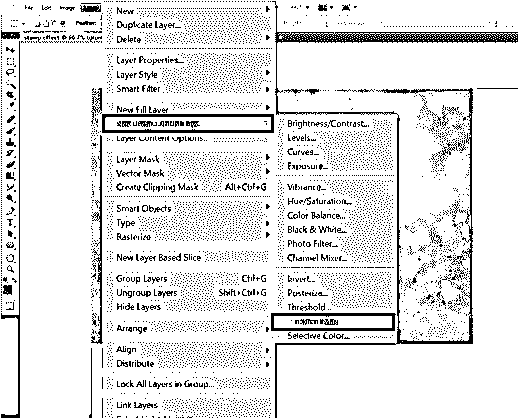 File Edit Image
New
Duplicate Layer...
Delete
Layer Properties...
Layer Style
Smart Filter
New Fill Layer
Layer Content Options...
Layer Mask
Vector Mask
Create Clipping Mask Alt+Ctrl+G
Smart Objects
Type
Rasterize
New Layer Based Slice
Group Layers Ctrl+G
Ungroup Layers Shift+Ctrl+G
Hide Layers
Arrange
Align
Distribute
Lock All Layers in Group...
Link Layers
Brightness/Contrast...
Levels...
Curves...
Exposure...
Vibrance...
Hue/Saturation...
Color Balance...
Black & White...
Photo Filter...
Channel Mixer...
Invert...
Posterize...
Threshold...
Selective Color...